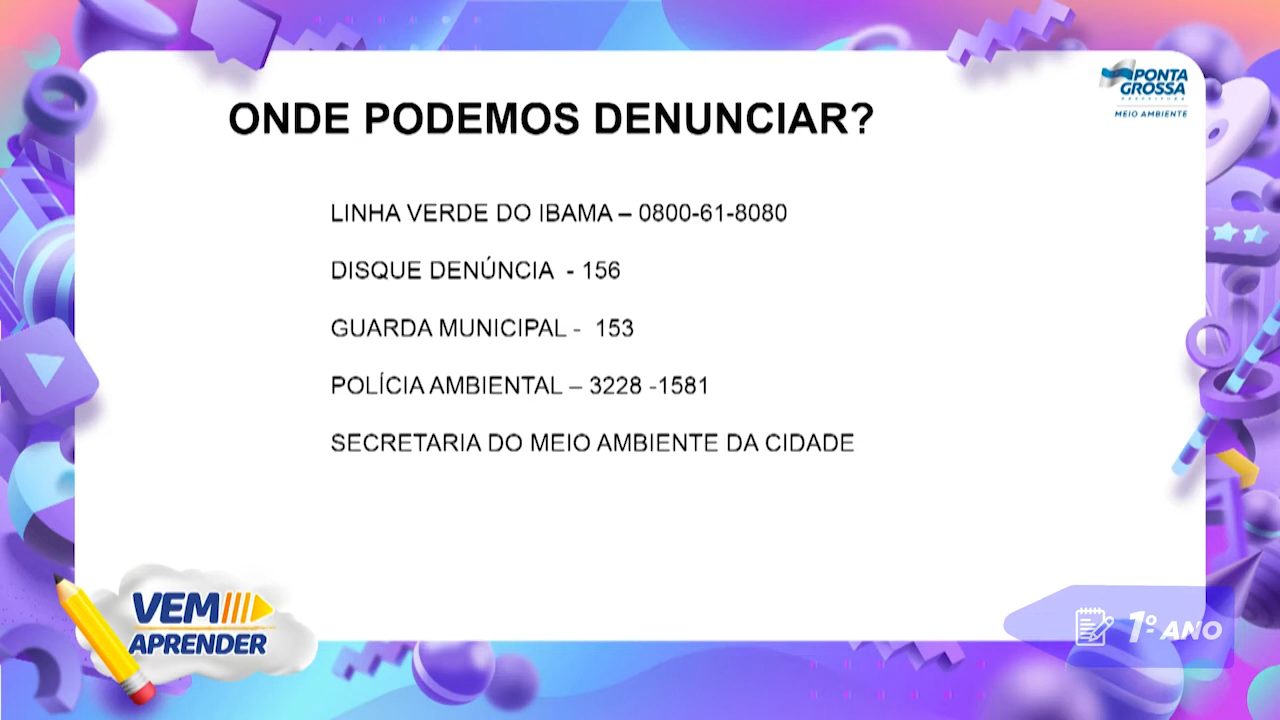 PONTA
GROSSA
PREFEITURA
MEIO AMBIENTE
ONDE PODEMOS DENUNCIAR?
LINHA VERDE DO IBAMA – 0800-61-8080
DISQUE DENÚNCIA - 156
GUARDA MUNICIPAL - 153
POLÍCIA AMBIENTAL – 3228 -1581
SECRETARIA DO MEIO AMBIENTE DA CIDADE
VEM
APRENDER
1º ANO